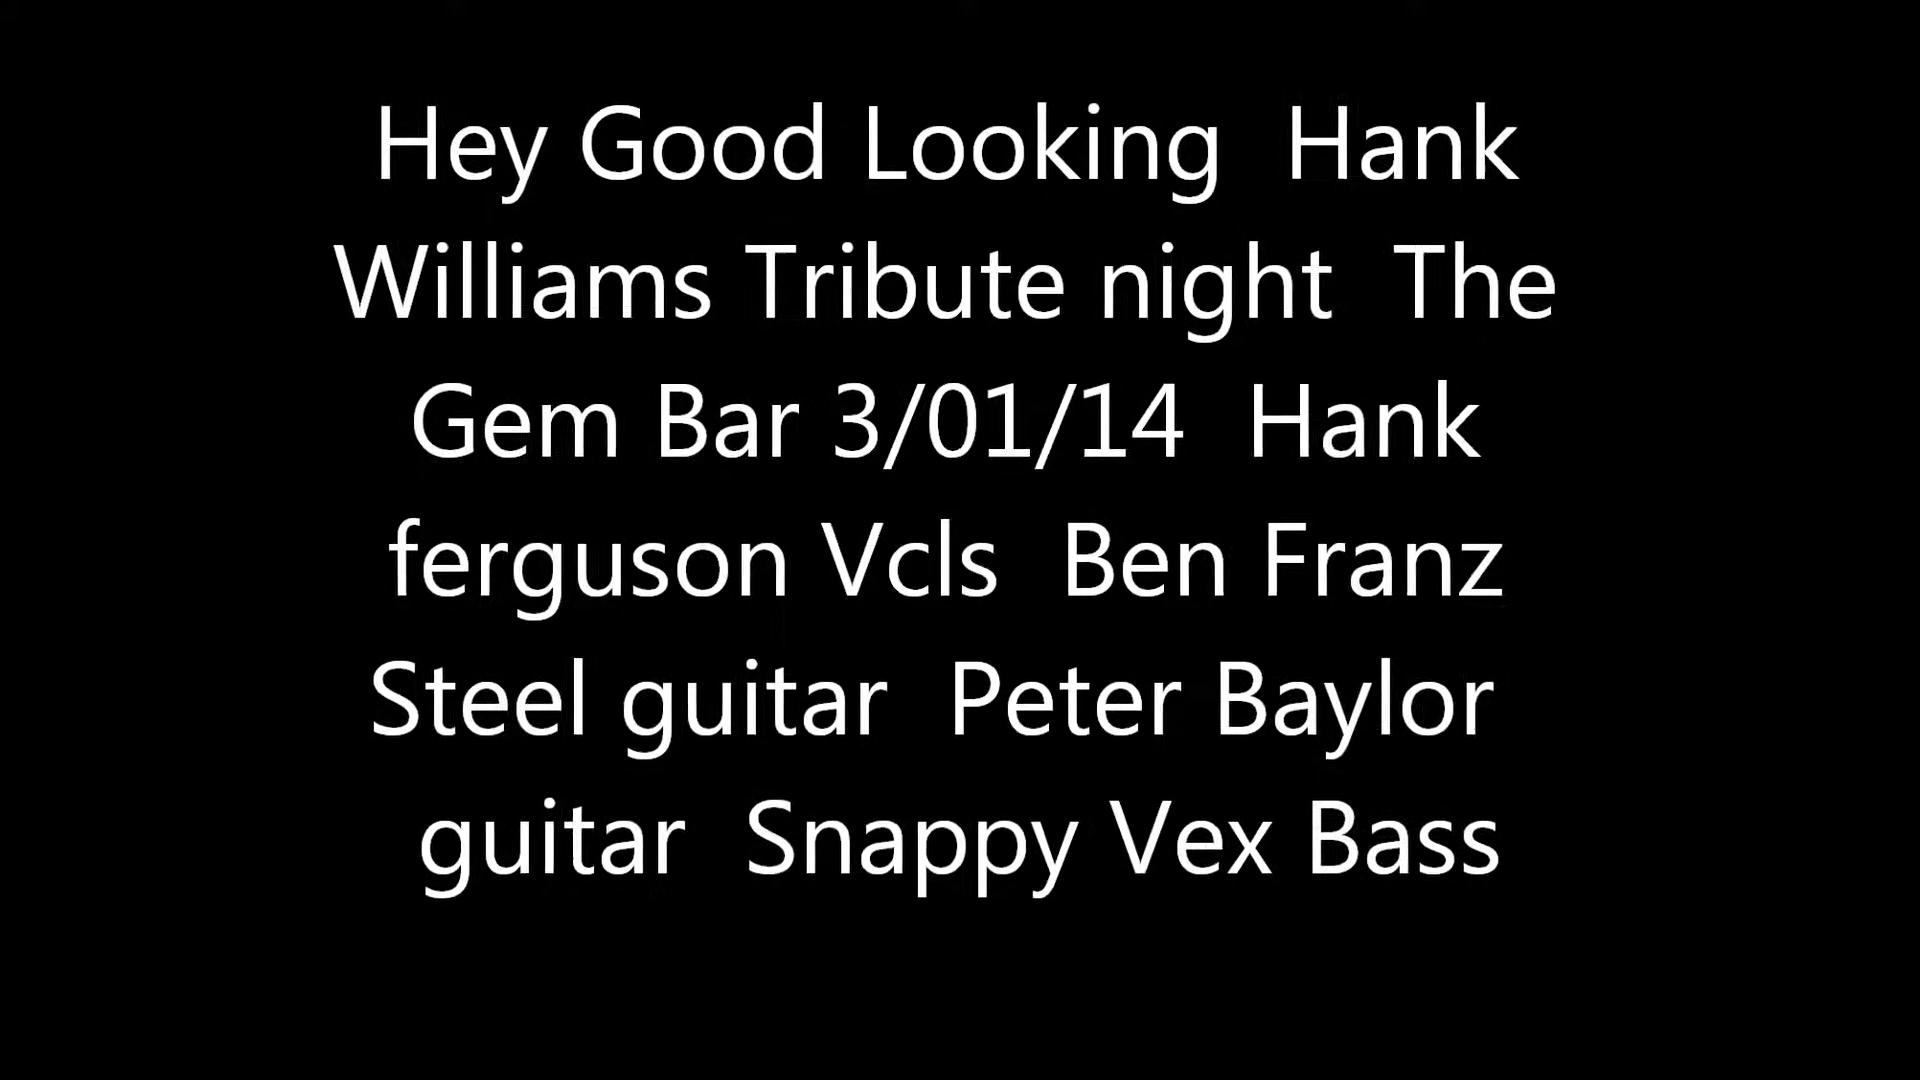 Hey Good Looking  Hank
Williams Tribute night  The
Gem Bar 3/01/14  Hank
ferguson Vcls  Ben Franz
Steel guitar  Peter Baylor
guitar  Snappy Vex Bass